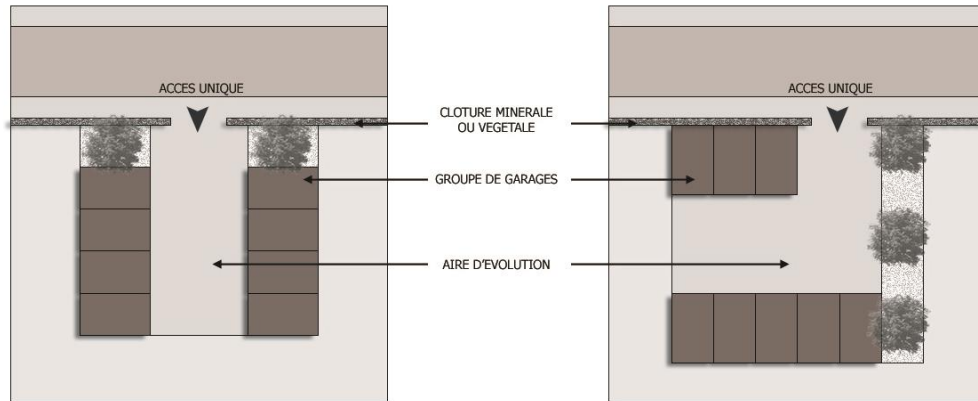 ACCES UNIQUE
ACCES UNIQUE
CLOTURE MINERALE
OU VEGETALE
GROUPE DE GARAGES
AIRE D'EVOLUTION